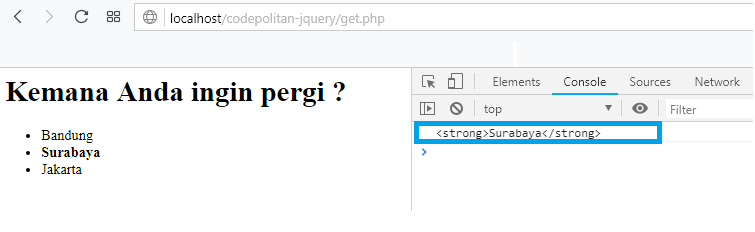 localhost/codepolitan-jquery/get.php
Kemana Anda ingin pergi ?
Bandung
Surabaya
Jakarta
Elements Console Sources Network
top Filter
<strong>Surabaya</strong>